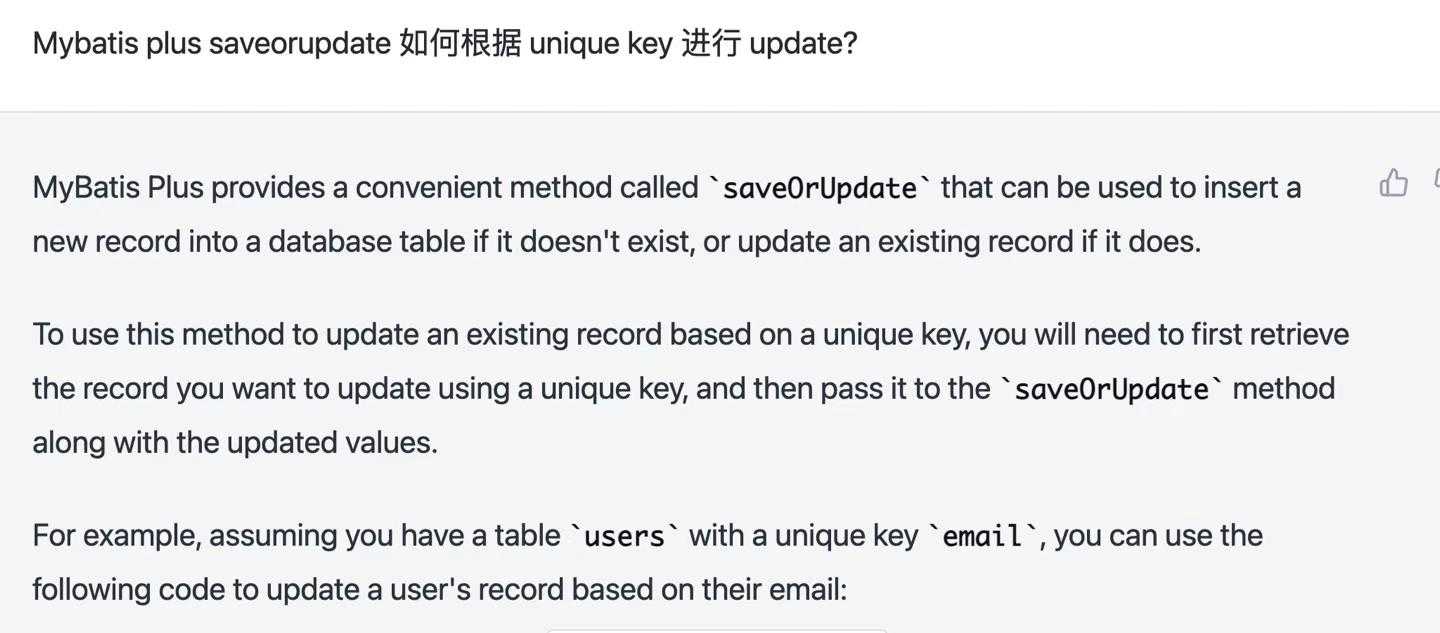 Mybatis plus saveorupdate 如何根据 unique key 进行 update?
MyBatis Plus provides a convenient method called `saveOrUpdate` that can be used to insert a
new record into a database table if it doesn't exist, or update an existing record if it does.
To use this method to update an existing record based on a unique key, you will need to first retrieve
the record you want to update using a unique key, and then pass it to the `saveOrUpdate` method
along with the updated values.
For example, assuming you have a table `users` with a unique key `email`, you can use the
following code to update a user's record based on their email: